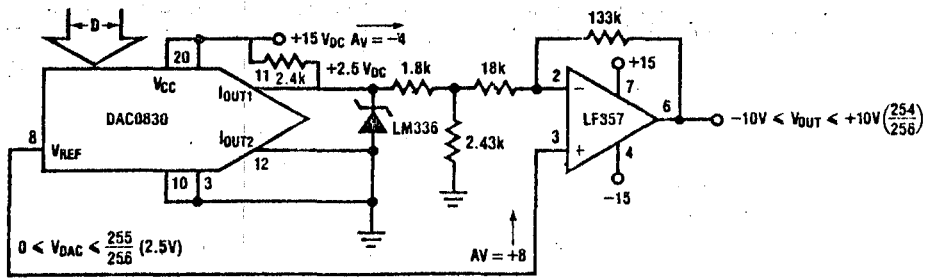 D
+15 VDC AV = −4
20
VCC
11
2.4k
+2.5 VDC
1.8k
18k
133k
IOUT1
DAC0830
IOUT2
12
LM336
2.43k
8
VREF
10
3
2
+15
7
6
LF357
3
4
−15
−10V < VOUT < +10V(254/256)
0 < VDAC < 255/256 (2.5V)
AV = +8